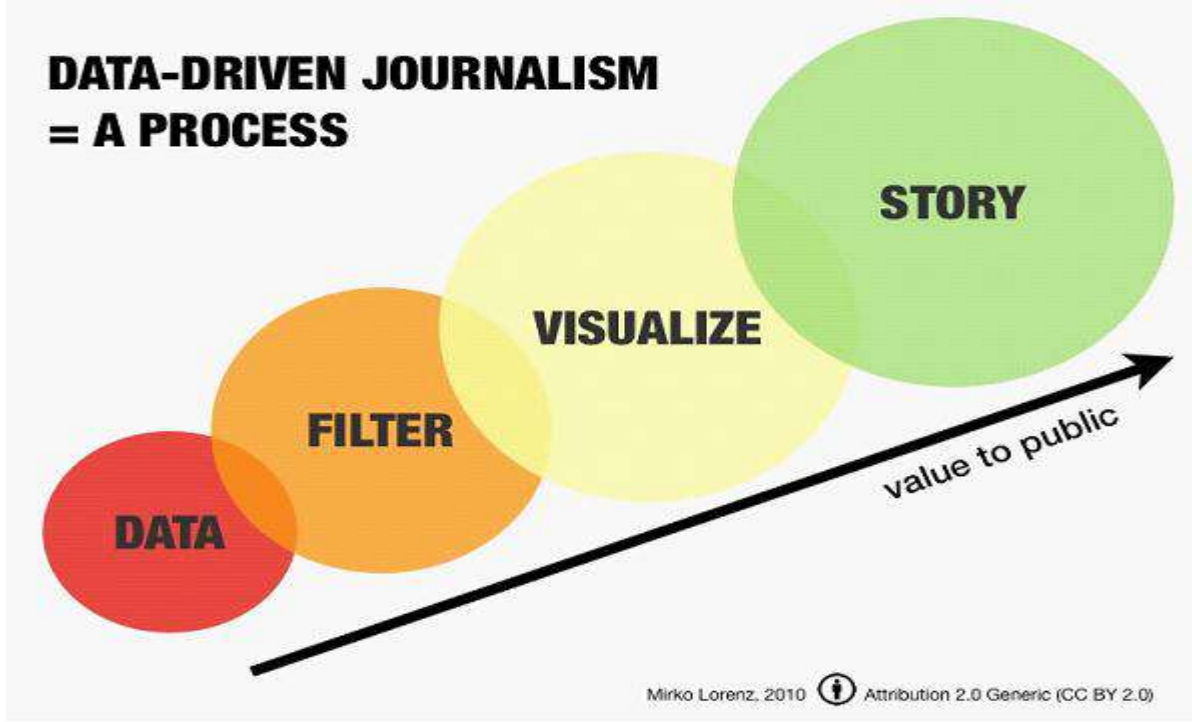 DATA-DRIVEN JOURNALISM
= A PROCESS
STORY
VISUALIZE
FILTER
DATA
value to public
Mirko Lorenz, 2010 Attribution 2.0 Generic (CC BY 2.0)